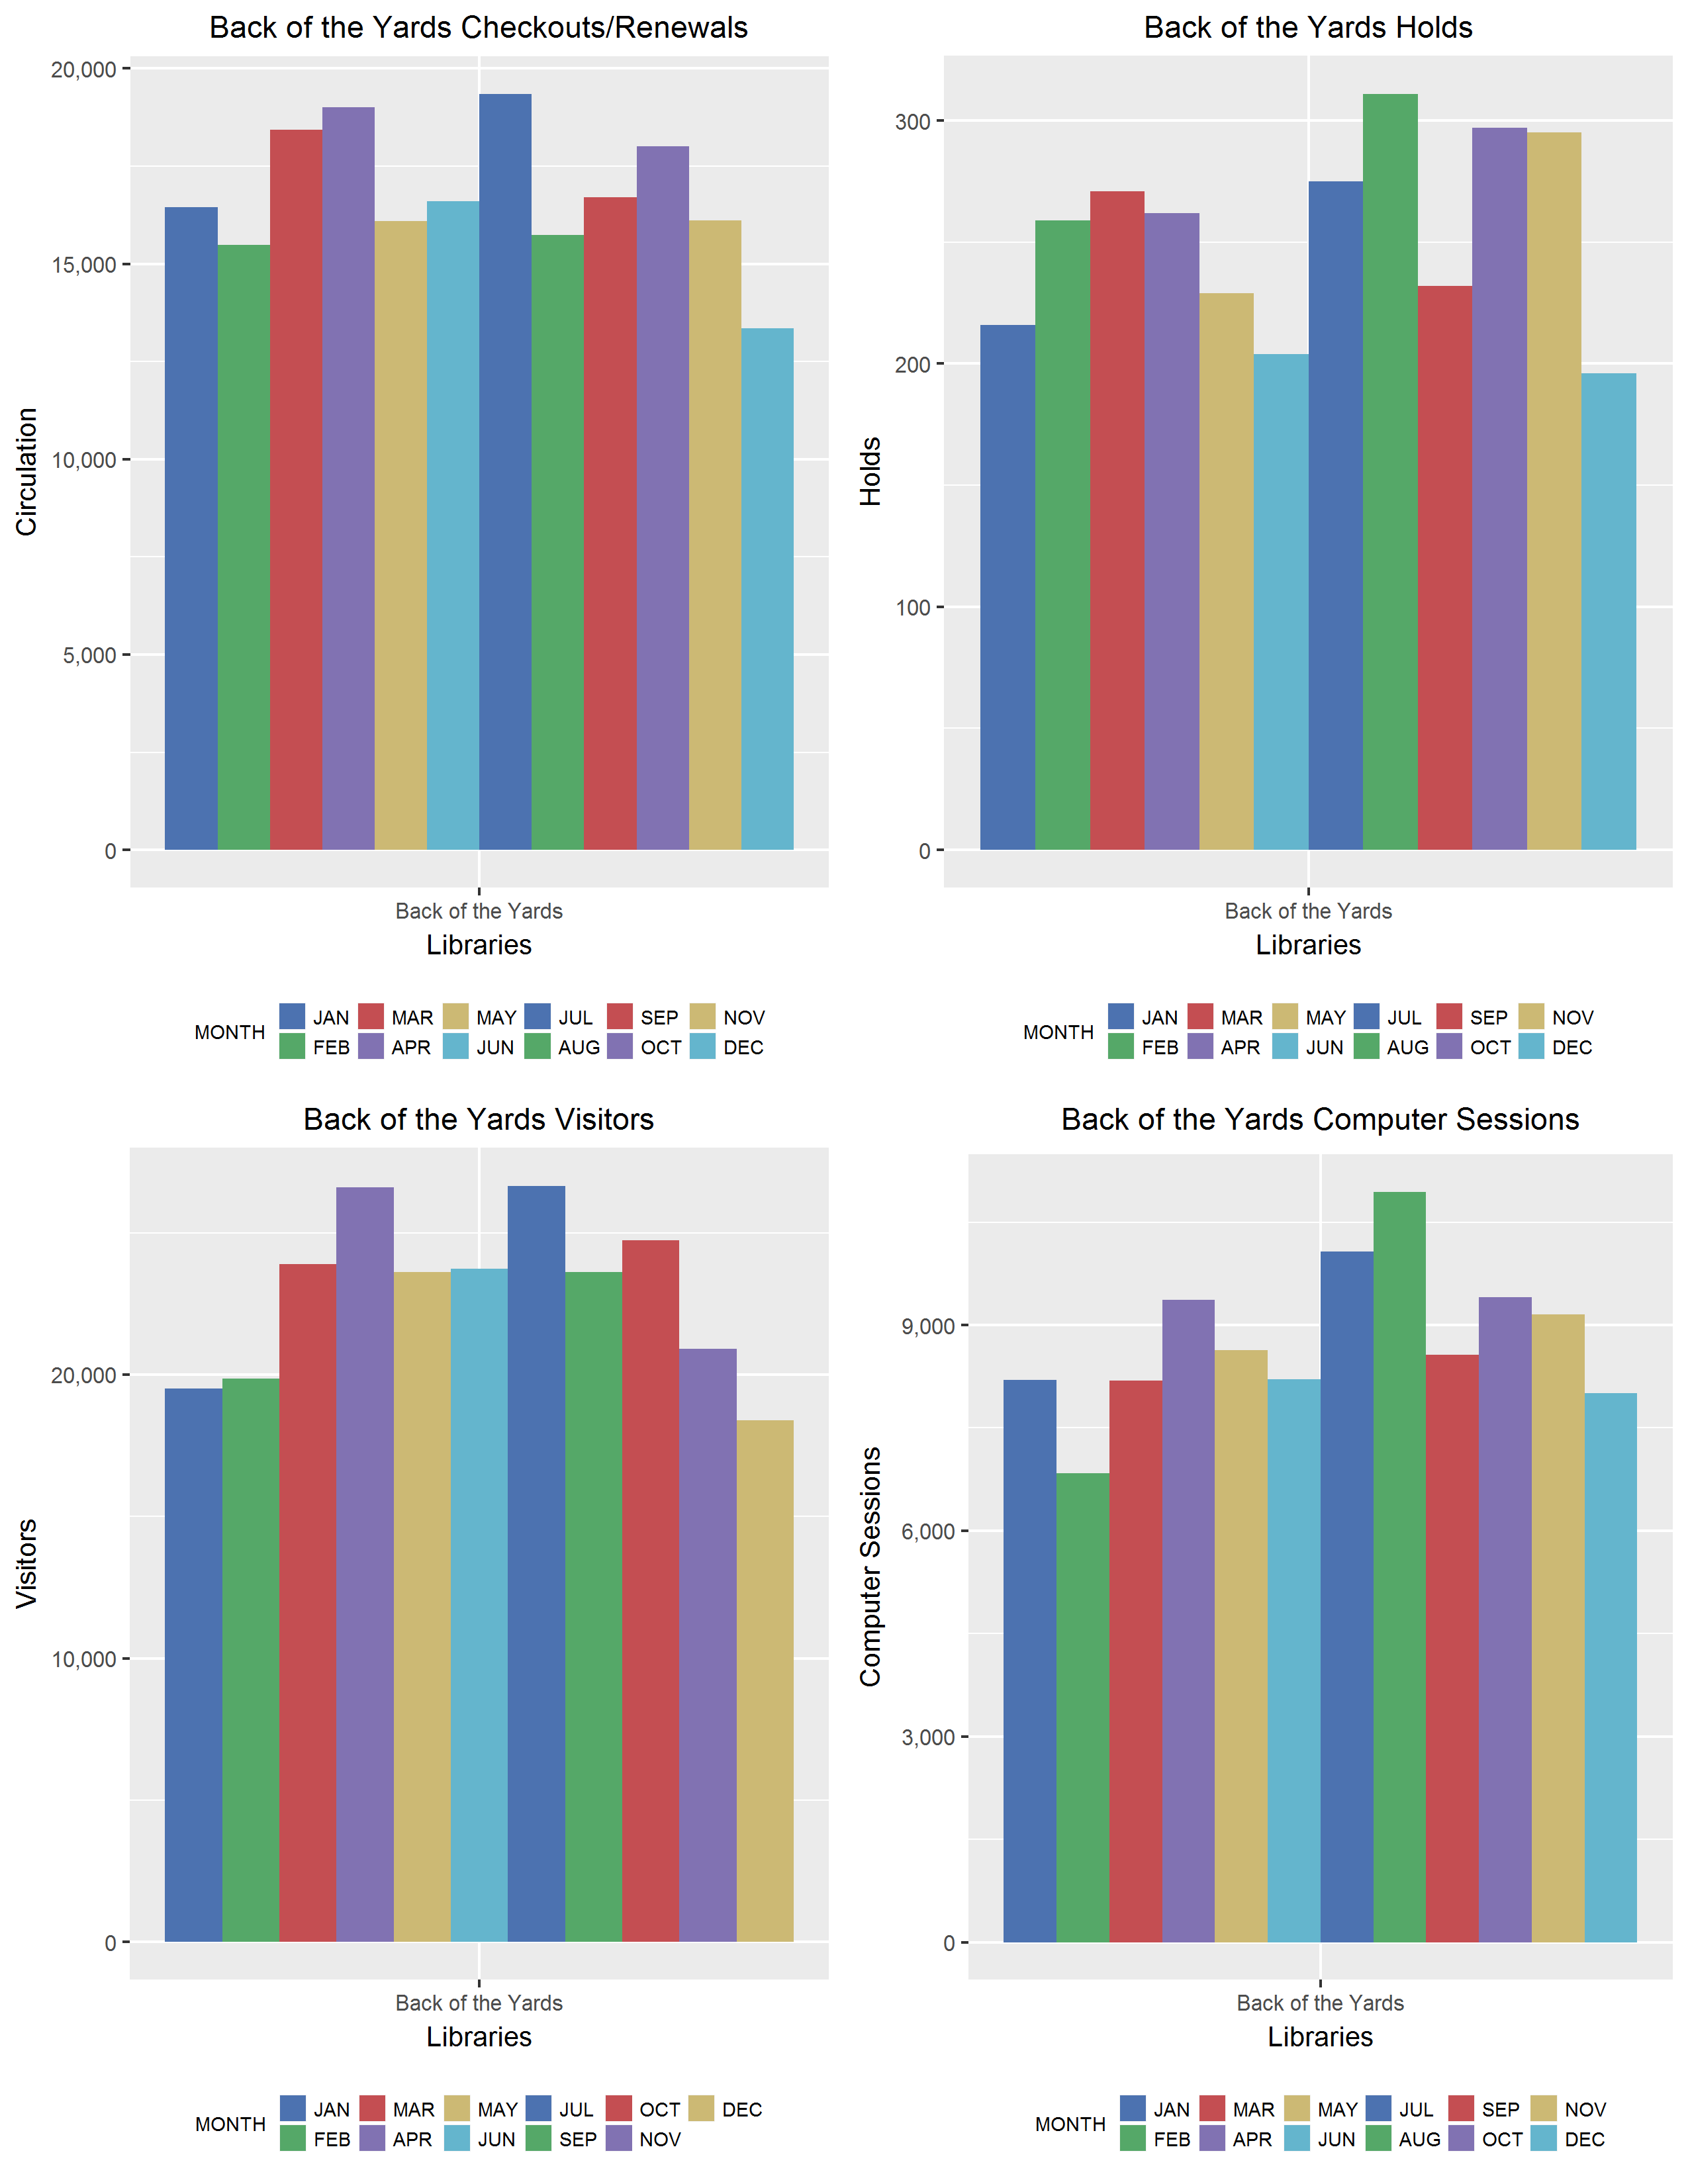 Back of the Yards Checkouts/Renewals
20,000
15,000
10,000
5,000
0
Circulation
Back of the Yards
Libraries
MONTH
JAN MAR MAY JUL SEP NOV
FEB APR JUN AUG OCT DEC
Back of the Yards Holds
300
200
100
0
Holds
Back of the Yards
Libraries
MONTH
JAN MAR MAY JUL SEP NOV
FEB APR JUN AUG OCT DEC
Back of the Yards Visitors
20,000
10,000
0
Visitors
Back of the Yards
Libraries
MONTH
JAN MAR MAY JUL OCT DEC
FEB APR JUN SEP NOV
Back of the Yards Computer Sessions
9,000
6,000
3,000
0
Computer Sessions
Back of the Yards
Libraries
MONTH
JAN MAR MAY JUL SEP NOV
FEB APR JUN AUG OCT DEC